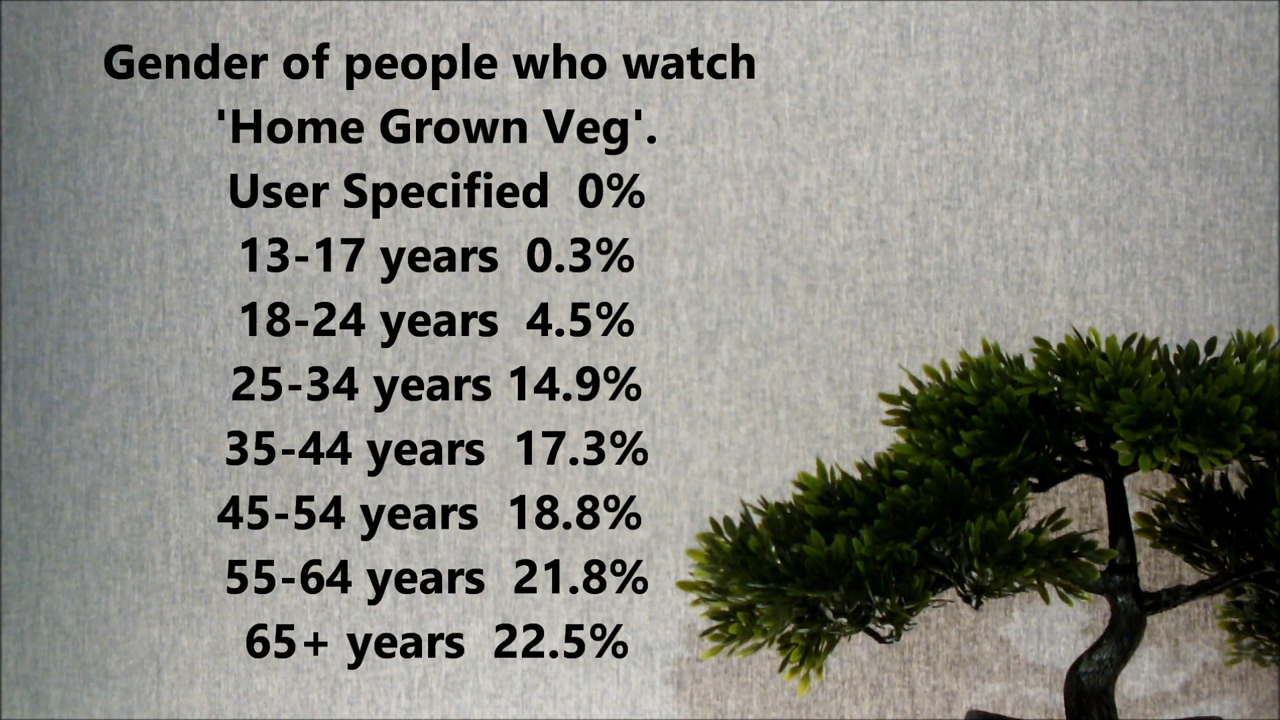 Gender of people who watch
'Home Grown Veg'.
User Specified 0%
13-17 years 0.3%
18-24 years 4.5%
25-34 years 14.9%
35-44 years 17.3%
45-54 years 18.8%
55-64 years 21.8%
65+ years 22.5%